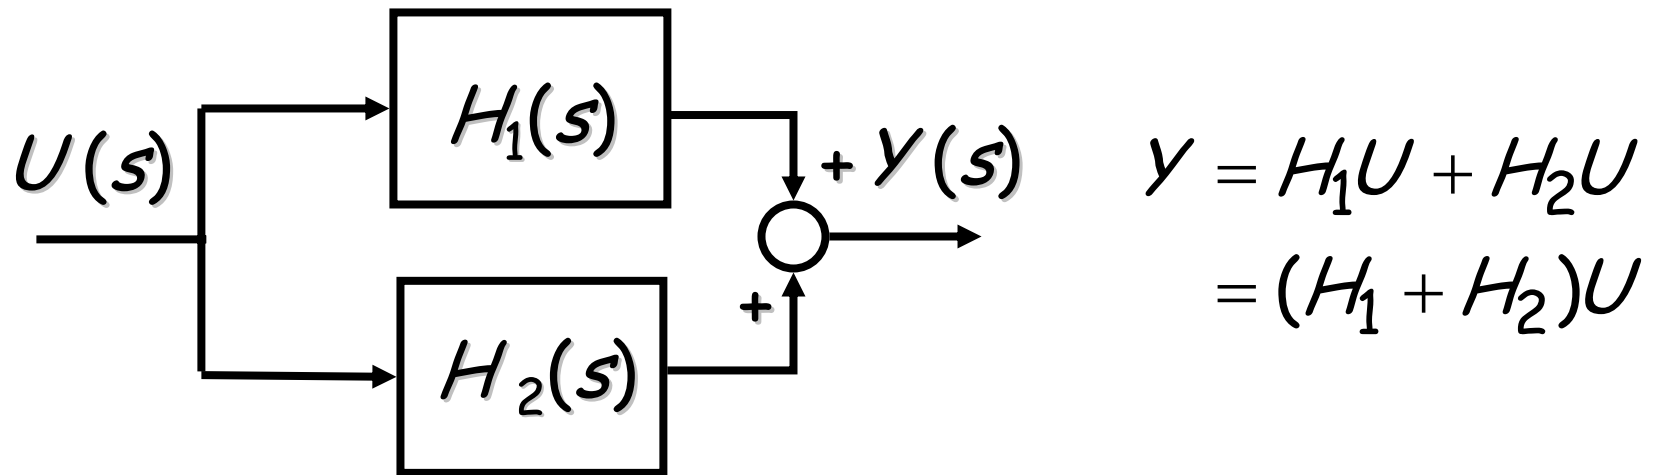 U(s)
H₁(s)
H₂(s)
+
+
Y(s)
Y = H₁U + H₂U
= (H₁ + H₂)U